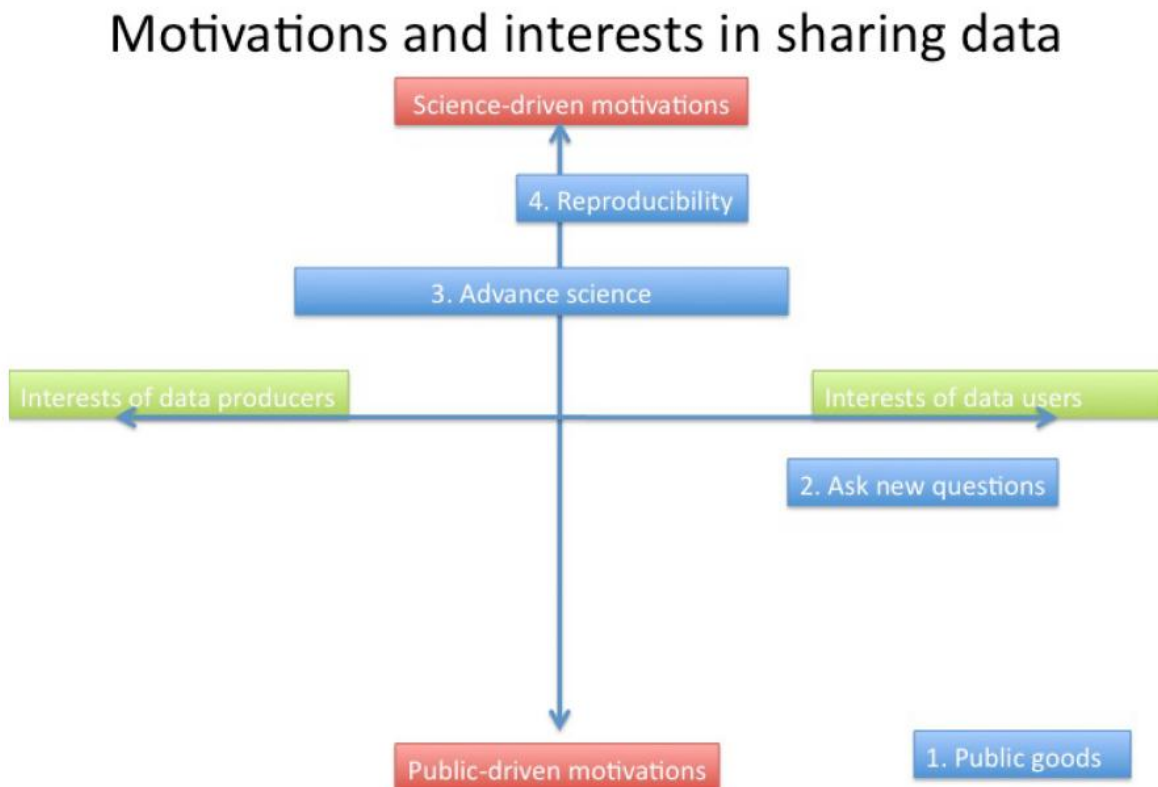 Motivations and interests in sharing data
Science-driven motivations
4. Reproducibility
3. Advance science
Interests of data producers
Interests of data users
2. Ask new questions
Public-driven motivations
1. Public goods